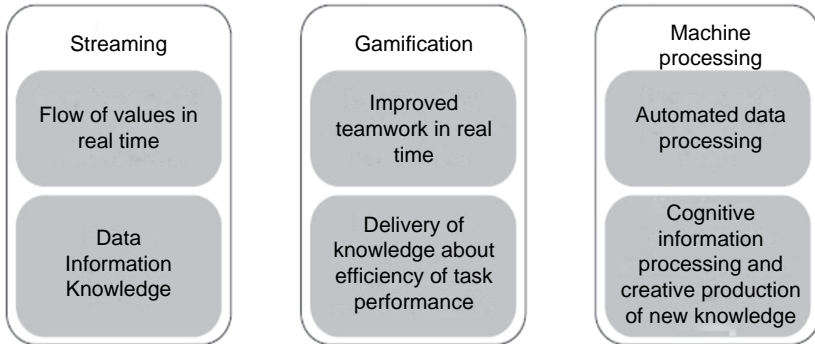 Streaming
Flow of values in
real time
Data
Information
Knowledge
Gamification
Improved
teamwork in real
time
Delivery of
knowledge about
efficiency of task
performance
Machine
processing
Automated data
processing
Cognitive
information
processing and
creative production
of new knowledge